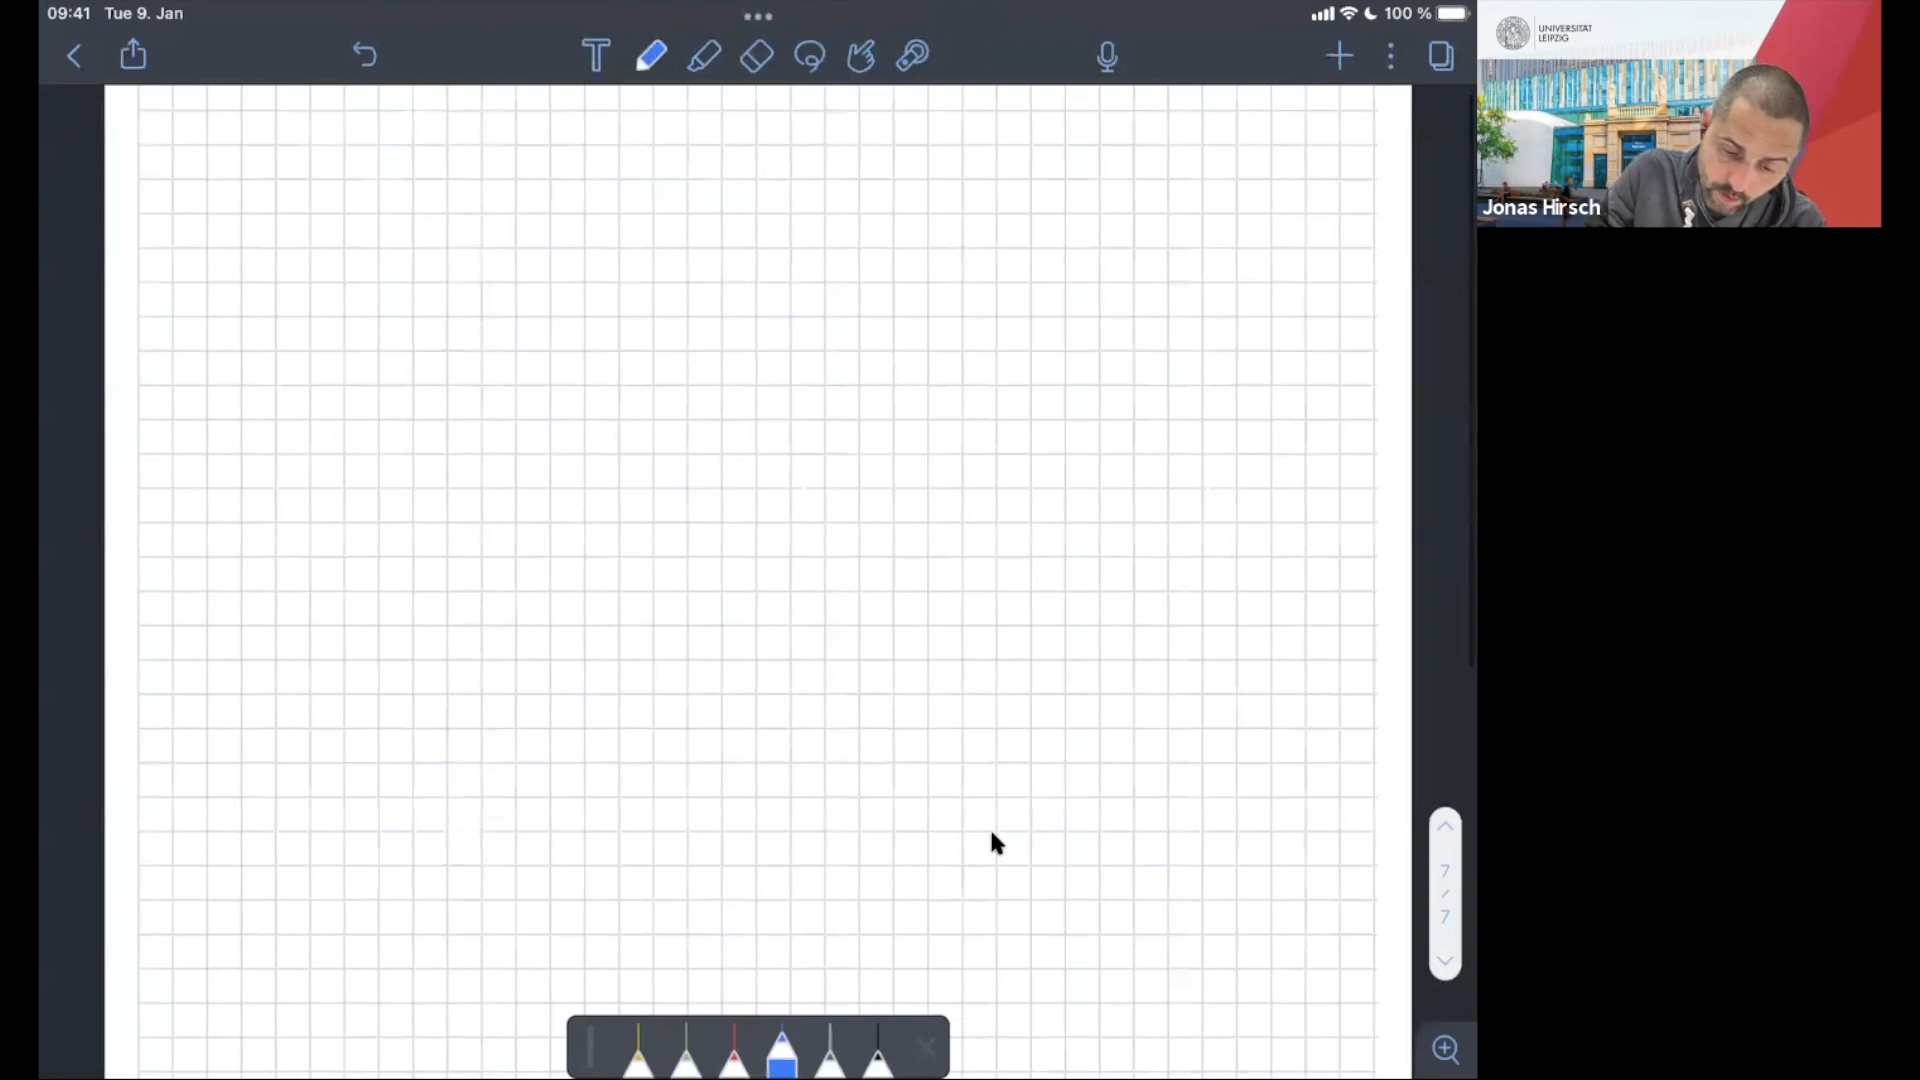 09:41 Tue 9. Jan
100 %
UNIVERSITÄT
LEIPZIG
Jonas Hirsch
7
/
7